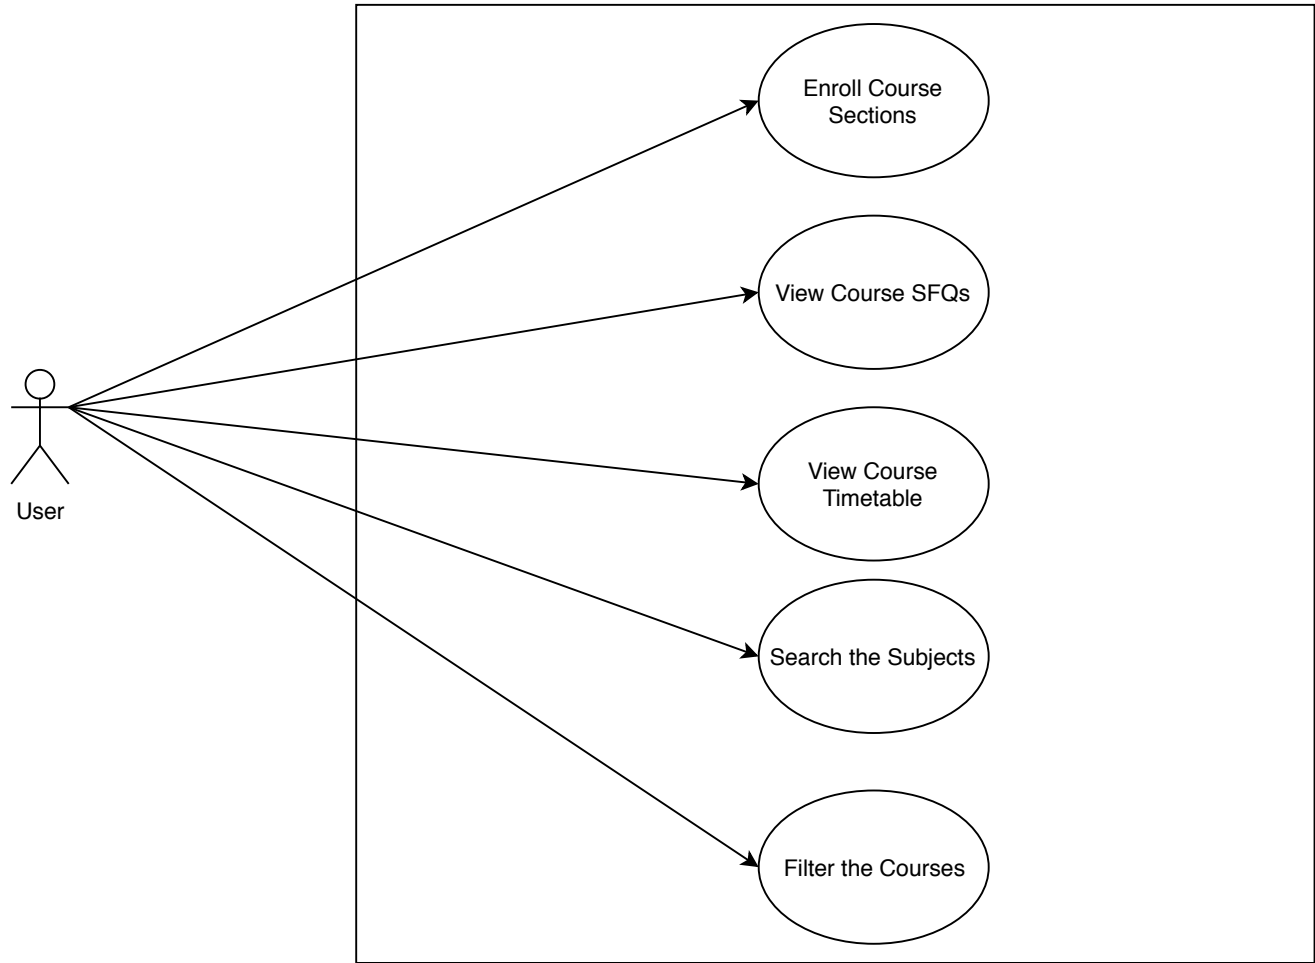 Enroll Course
Sections
View Course SFQs
View Course
Timetable
User
Search the Subjects
Filter the Courses